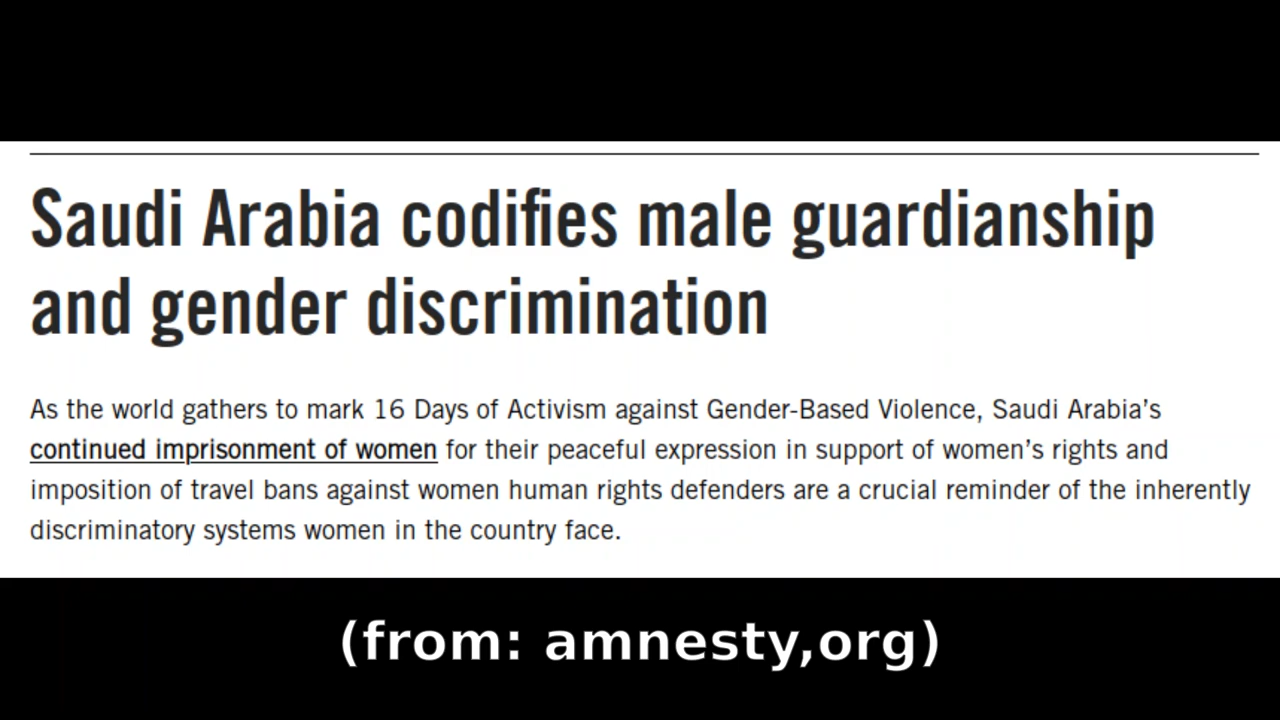 Saudi Arabia codifies male guardianship
and gender discrimination
As the world gathers to mark 16 Days of Activism against Gender-Based Violence, Saudi Arabia’s
continued imprisonment of women for their peaceful expression in support of women’s rights and
imposition of travel bans against women human rights defenders are a crucial reminder of the inherently
discriminatory systems women in the country face.
(from: amnesty,org)